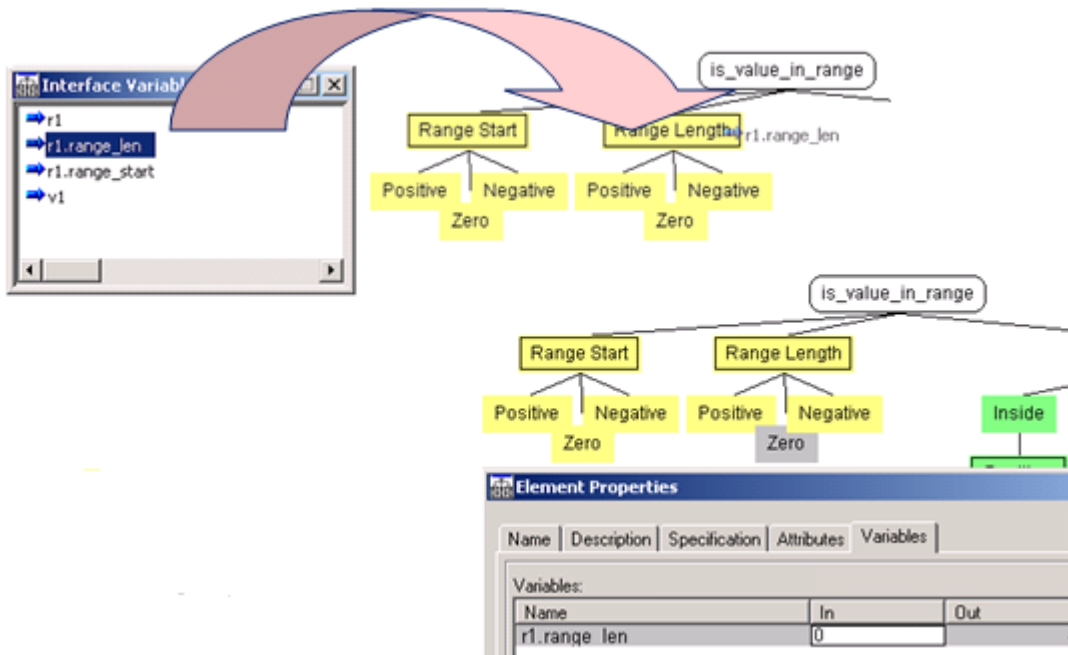 is_value_in_range
Interface Variabl
r1
r1.range_len
r1.range_start
v1
Range Start
Range Length
r1.range_len
Positive
Negative
Zero
Positive
Negative
Zero
is_value_in_range
Range Start
Range Length
Positive
Negative
Zero
Positive
Negative
Zero
Inside
Element Properties
Name Description Specification Attributes Variables
Variables:
Name In Out
r1.range_len 0